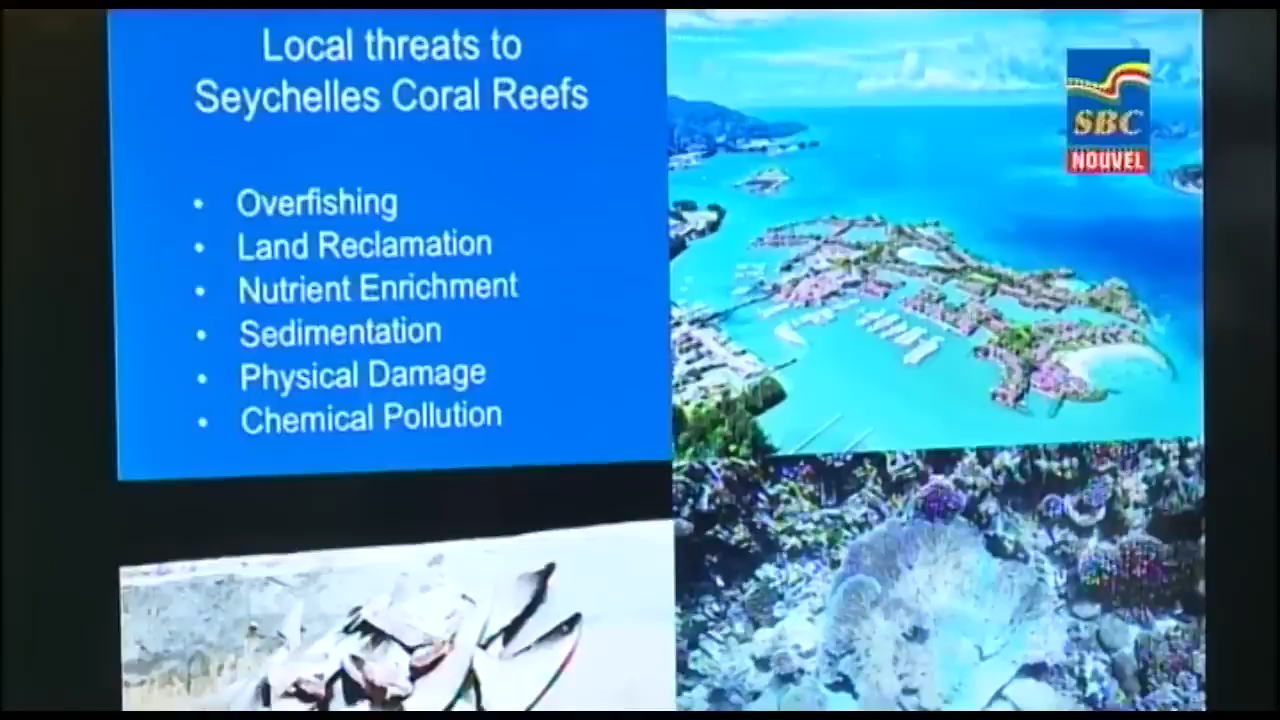 Local threats to
Seychelles Coral Reefs
• Overfishing
• Land Reclamation
• Nutrient Enrichment
• Sedimentation
• Physical Damage
• Chemical Pollution
SBC
NOUVEL